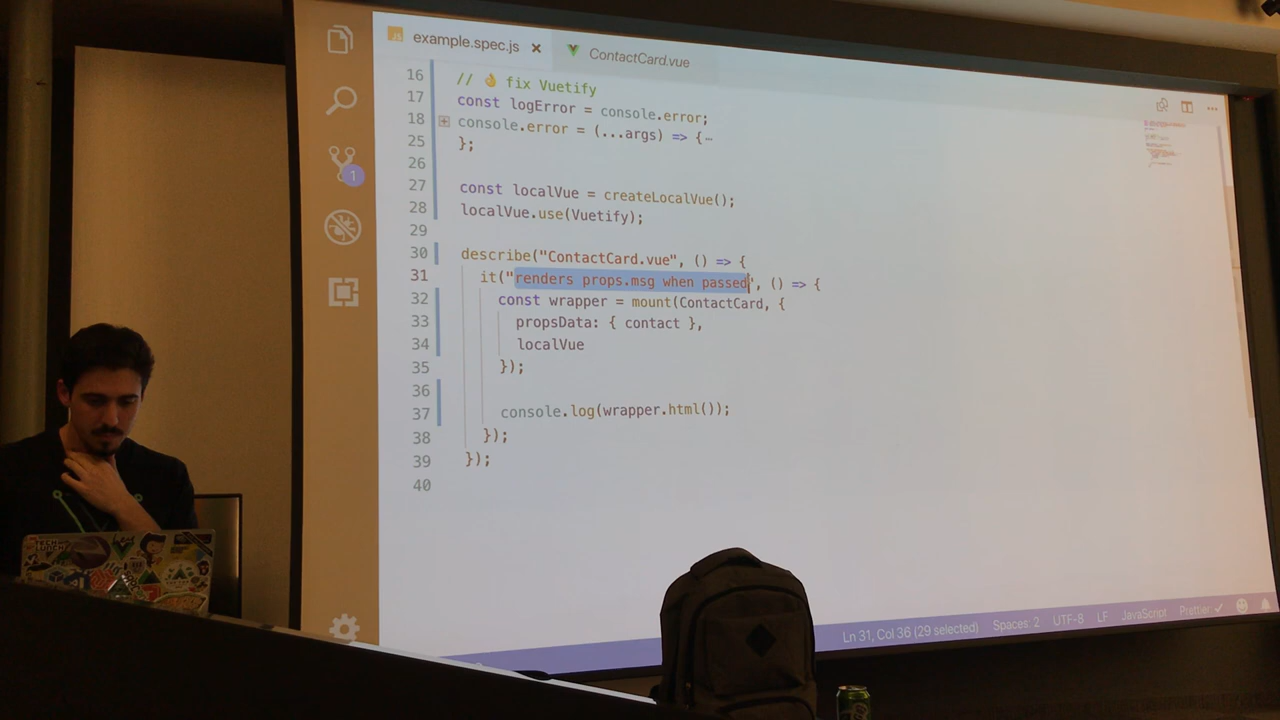 example.spec.js ×
ContactCard.vue
16 // 👌 fix Vuetify
17 const logError = console.error;
18 console.error = (...args) => {…
25 };
26
27 const localVue = createLocalVue();
28 localVue.use(Vuetify);
29
30 describe("ContactCard.vue", () => {
31 it("renders props.msg when passed", () => {
32 const wrapper = mount(ContactCard, {
33 propsData: { contact },
34 localVue
35 });
36
37 console.log(wrapper.html());
38 });
39 });
40
1
Ln 31, Col 36 (29 selected) Spaces: 2 UTF-8 LF JavaScript Prettier ✓